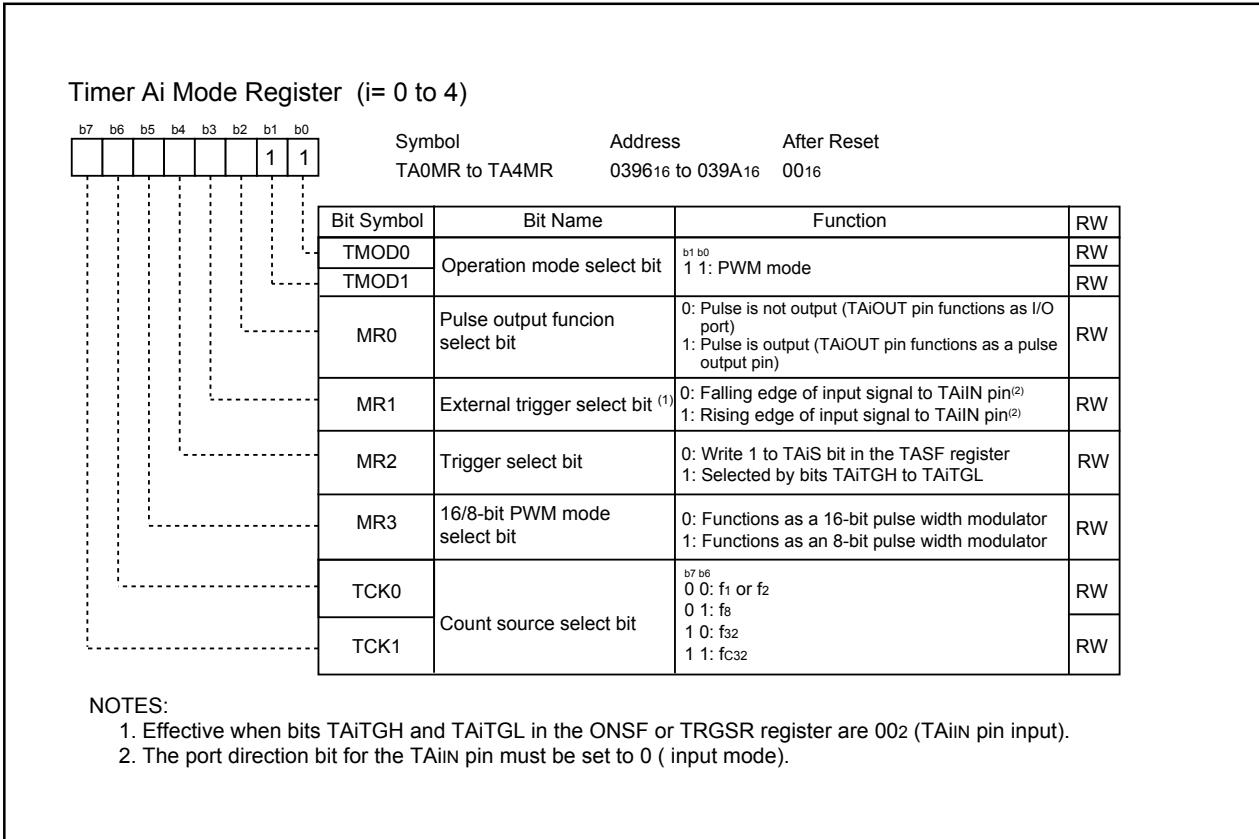 Timer Ai Mode Register (i= 0 to 4)
b7 b6 b5 b4 b3 b2 b1 b0
1 1
Symbol Address After Reset
TA0MR to TA4MR 039616 to 039A16 0016
Bit Symbol Bit Name Function RW
TMOD0 RW
TMOD1 RW
Operation mode select bit
b1 b0
1 1: PWM mode
MR0
Pulse output funcion
select bit
0: Pulse is not output (TAiOUT pin functions as I/O
port)
1: Pulse is output (TAiOUT pin functions as a pulse
output pin)
RW
MR1
External trigger select bit (1)
0: Falling edge of input signal to TAiIN pin(2)
1: Rising edge of input signal to TAiIN pin(2)
RW
MR2
Trigger select bit
0: Write 1 to TAiS bit in the TASF register
1: Selected by bits TAiTGH to TAiTGL
RW
MR3
16/8-bit PWM mode
select bit
0: Functions as a 16-bit pulse width modulator
1: Functions as an 8-bit pulse width modulator
RW
TCK0 RW
TCK1 RW
Count source select bit
b7 b6
0 0: f1 or f2
0 1: f8
1 0: f32
1 1: fC32
NOTES:
1. Effective when bits TAiTGH and TAiTGL in the ONSF or TRGSR register are 002 (TAiIN pin input).
2. The port direction bit for the TAiIN pin must be set to 0 ( input mode).